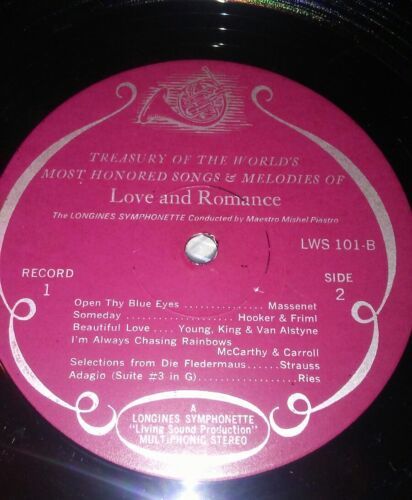 TREASURY OF THE WORLD'S
MOST HONORED SONGS & MELODIES OF
Love and Romance
The LONGINES SYMPHONETTE Conducted by Maestro Mishel Piastro
LWS 101-B
RECORD
1
SIDE
2
Open Thy Blue Eyes .............. Massenet
Someday .................... Hooker & Friml
Beautiful Love .... Young, King & Van Alstyne
I'm Always Chasing Rainbows
McCarthy & Carroll
Selections from Die Fledermaus......Strauss
Adagio (Suite #3 in G)..................Ries
A
LONGINES SYMPHONETTE
"Living Sound Production"
MULTIPHONIC STEREO